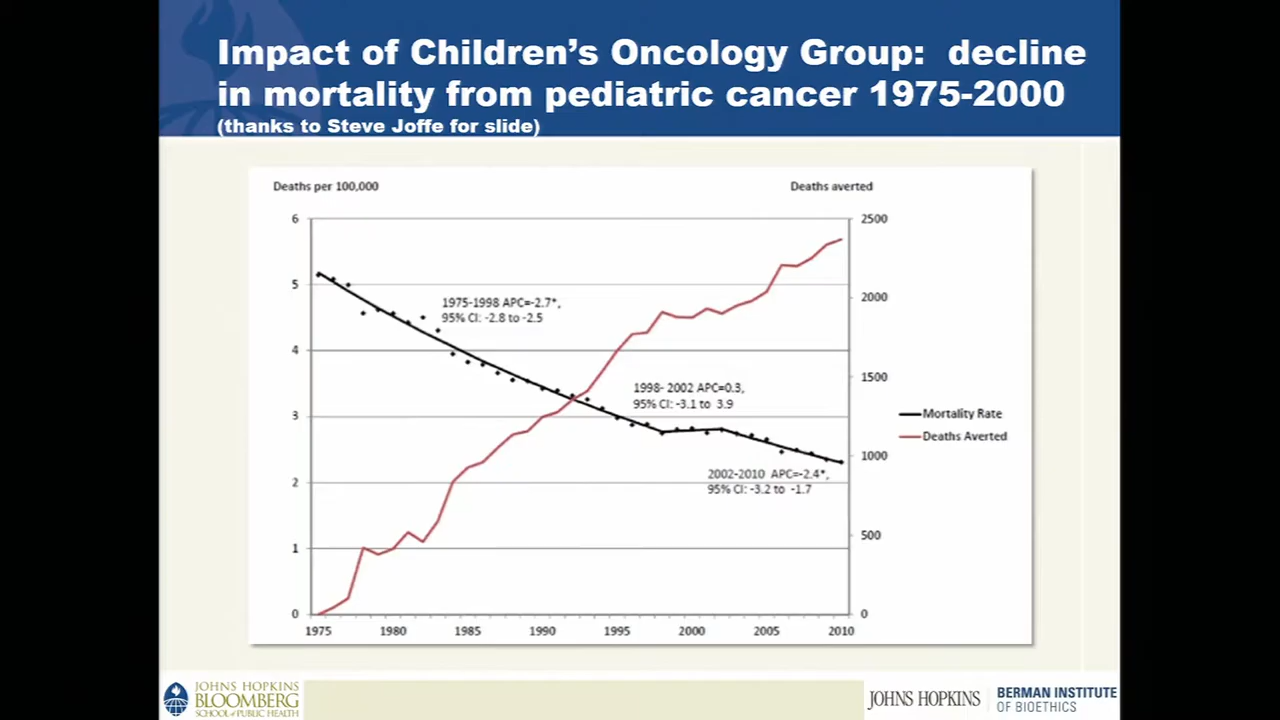 Impact of Children's Oncology Group:  decline
in mortality from pediatric cancer 1975-2000
(thanks to Steve Joffe for slide)
Deaths per 100,000
Deaths averted
6
5
4
3
2
1
0
2500
2000
1500
1000
500
0
1975-1998 APC=-2.7*,
95% CI: -2.8 to -2.5
1998- 2002 APC=0.3,
95% CI: -3.1 to 3.9
2002-2010 APC=-2.4*,
95% CI: -3.2 to -1.7
Mortality Rate
Deaths Averted
1975 1980 1985 1990 1995 2000 2005 2010
JOHNS HOPKINS
BLOOMBERG
SCHOOL of PUBLIC HEALTH
JOHNS HOPKINS
BERMAN INSTITUTE
OF BIOETHICS